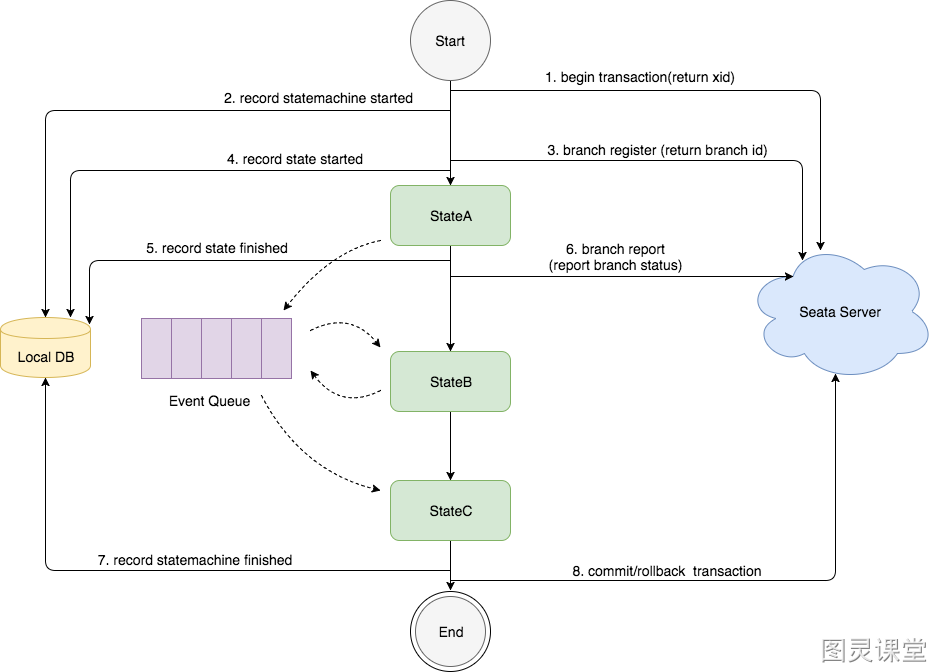 Start
1. begin transaction(return xid)
2. record statemachine started
3. branch register (return branch id)
4. record state started
StateA
5. record state finished
6. branch report
(report branch status)
Seata Server
Local DB
StateB
Event Queue
StateC
7. record statemachine finished
8. commit/rollback  transaction
End
图灵课堂